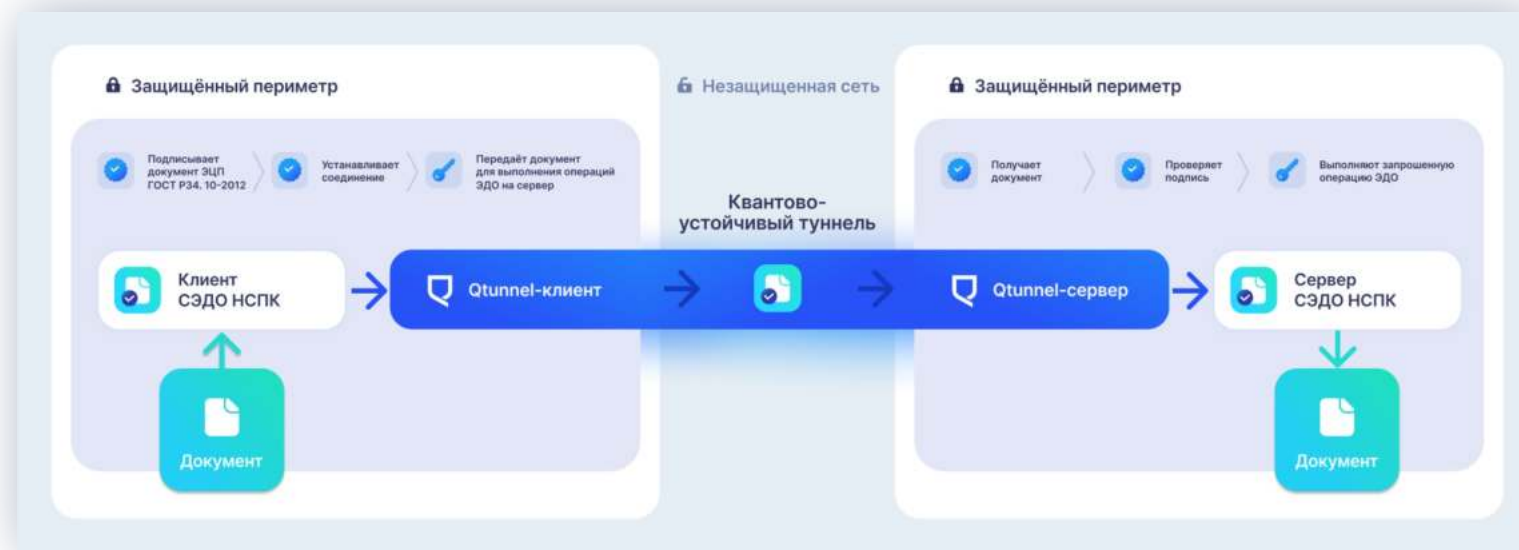 Защищённый периметр
Незащищенная сеть
Защищённый периметр
Подписывает
документ ЭЦП
ГОСТ Р34. 10-2012
Устанавливает
соединение
Передаёт документ
для выполнения операций
ЭДО на сервер
Получает
документ
Проверяет
подпись
Выполняют запрошенную
операцию ЭДО
Квантово-
устойчивый туннель
Клиент
СЭДО НСПК
Qtunnel-клиент
Qtunnel-сервер
Сервер
СЭДО НСПК
Документ
Документ